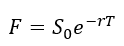 F = S₀e⁻ʳᵀ